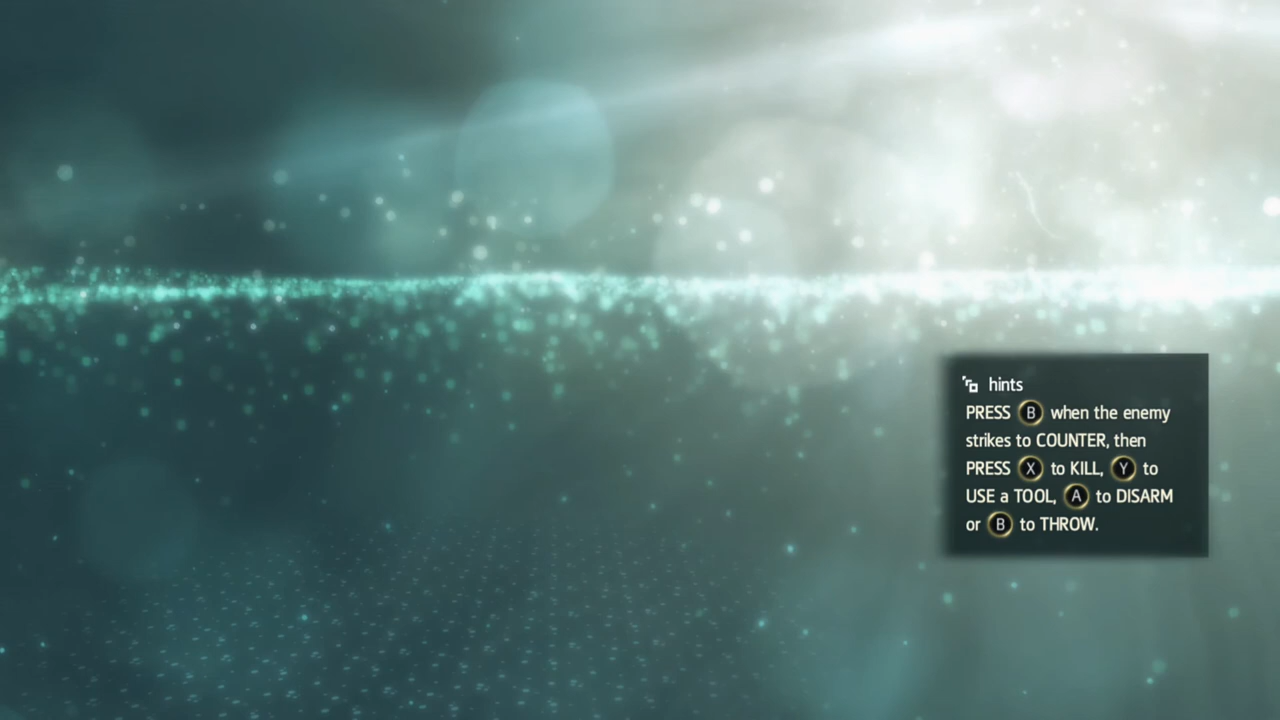 hints
PRESS B when the enemy
strikes to COUNTER, then
PRESS X to KILL, Y to
USE a TOOL, A to DISARM
or B to THROW.